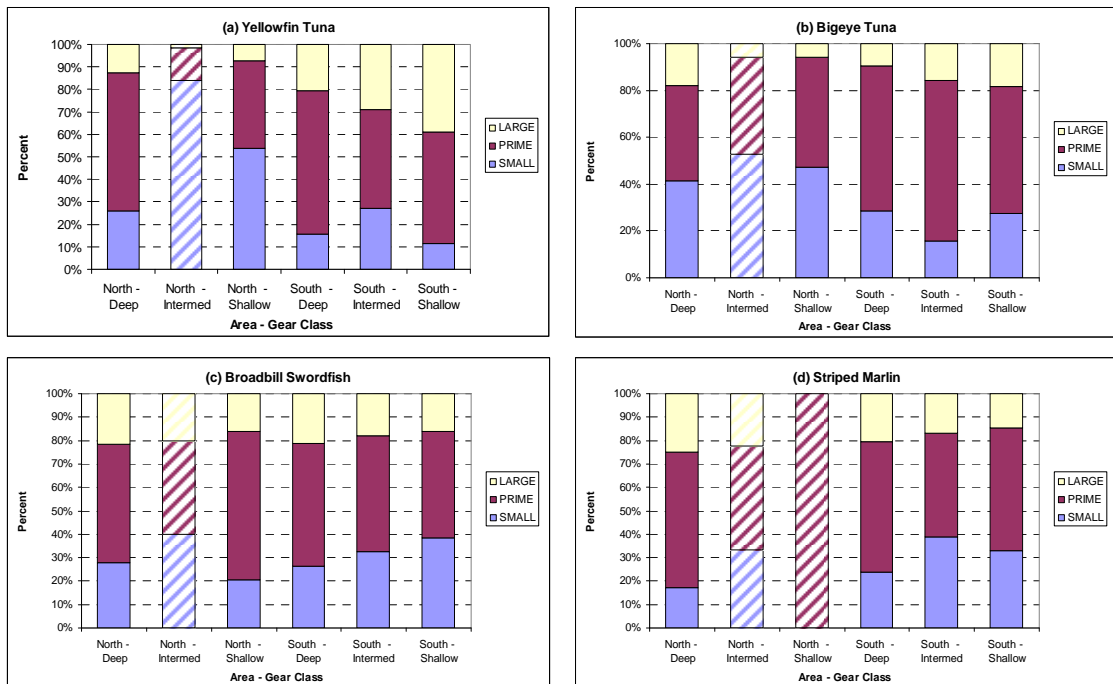 (a) Yellowfin Tuna
100%
90%
80%
70%
60%
50%
40%
30%
20%
10%
0%
Percent
LARGE
PRIME
SMALL
North - Deep
North - Intermed
North - Shallow
South - Deep
South - Intermed
South - Shallow
Area - Gear Class
(b) Bigeye Tuna
100%
80%
60%
40%
20%
0%
Percent
LARGE
PRIME
SMALL
North - Deep
North - Intermed
North - Shallow
South - Deep
South - Intermed
South - Shallow
Area - Gear Class
(c) Broadbill Swordfish
100%
90%
80%
70%
60%
50%
40%
30%
20%
10%
0%
Percent
LARGE
PRIME
SMALL
North - Deep
North - Intermed
North - Shallow
South - Deep
South - Intermed
South - Shallow
Area - Gear Class
(d) Striped Marlin
100%
90%
80%
70%
60%
50%
40%
30%
20%
10%
0%
Percent
LARGE
PRIME
SMALL
North - Deep
North - Intermed
North - Shallow
South - Deep
South - Intermed
South - Shallow
Area - Gear Class